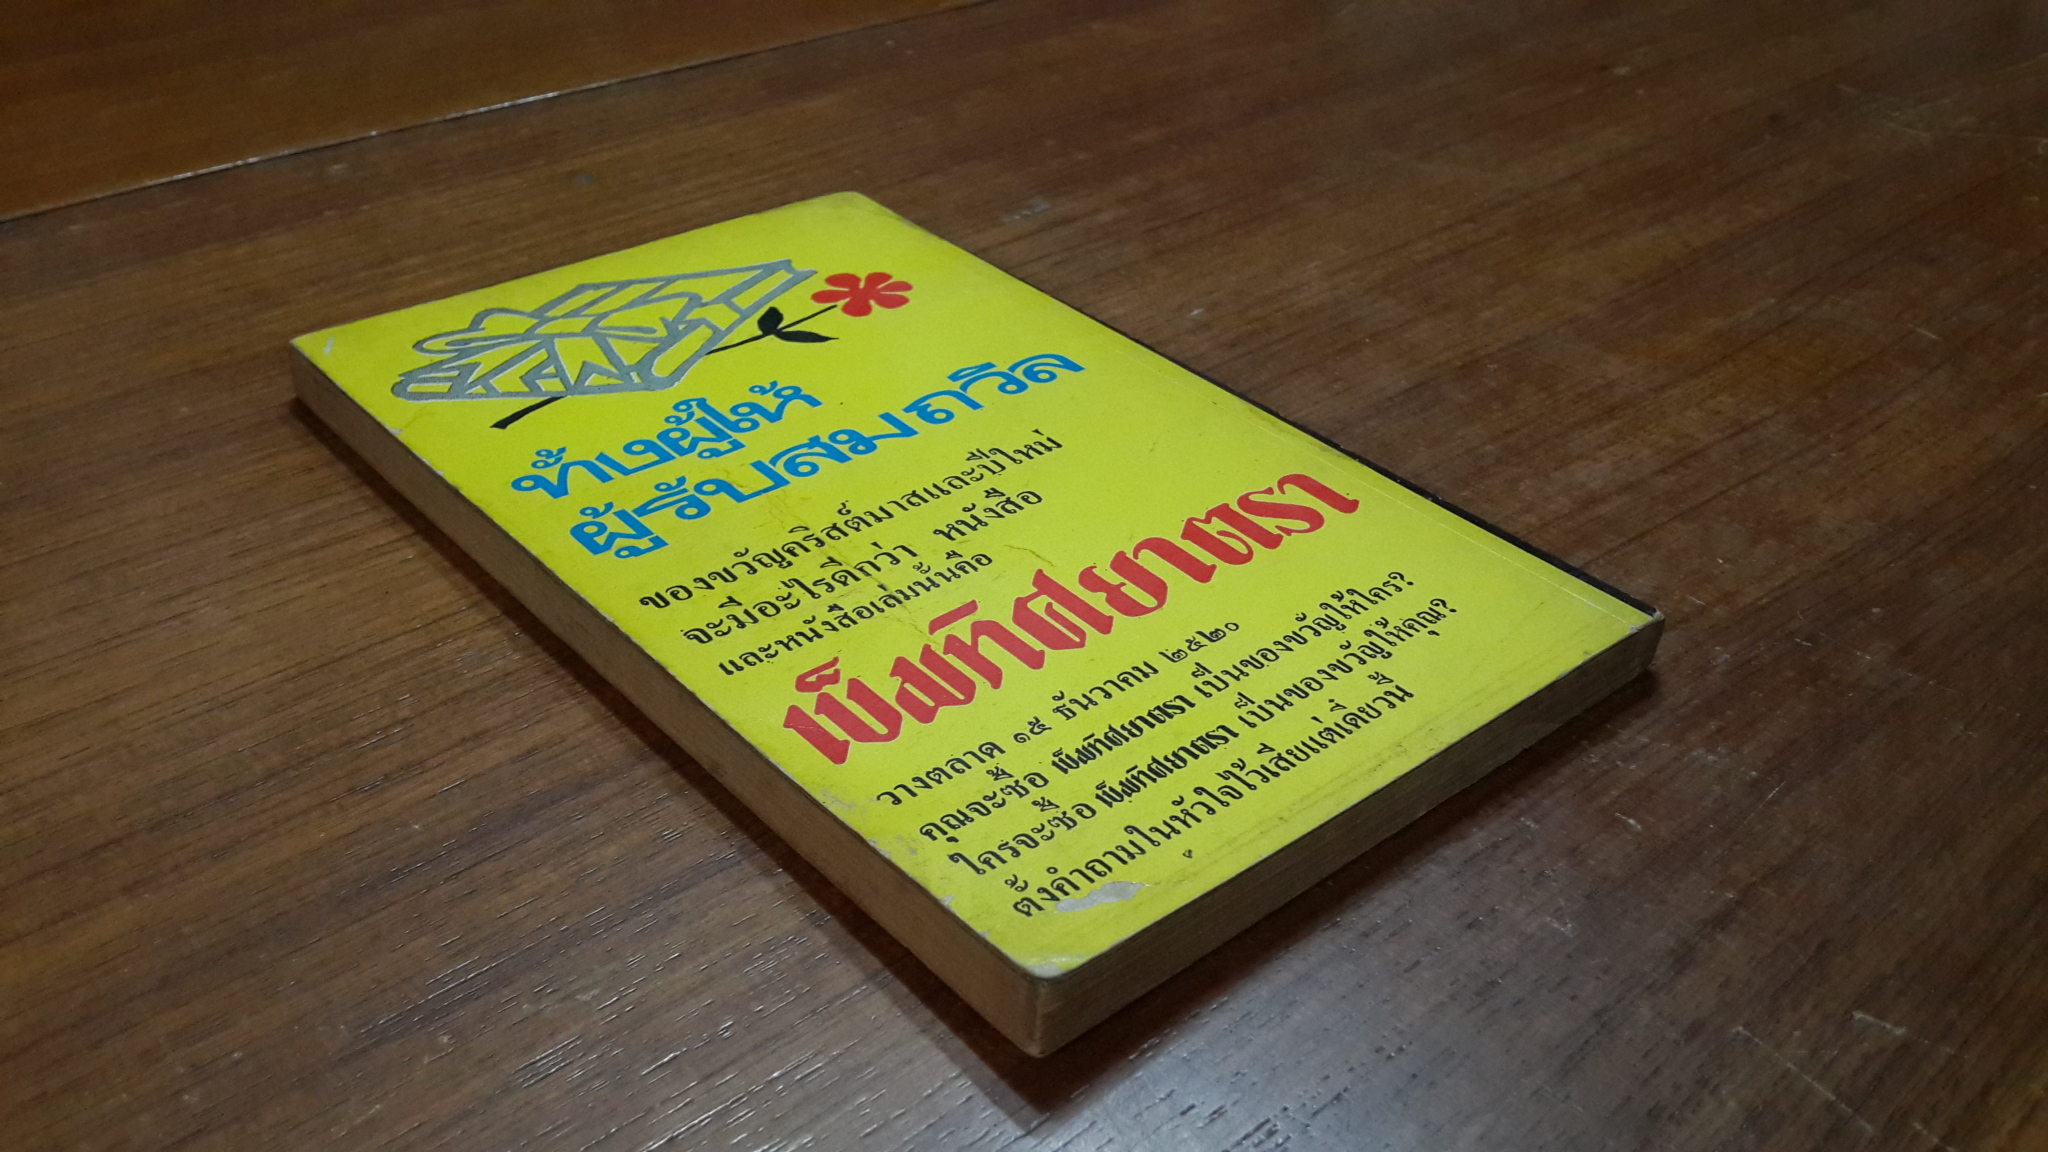 ทั้งผู้ให้
ผู้รับสมถวิล
ของขวัญคริสต์มาสและปีใหม่
จะมีอะไรดีกว่า หนังสือ
และหนังสือเล่มนั้นคือ
เข็มทิศยาตรา
วางตลาด ๑๕ ธันวาคม ๒๕๒๐
คุณจะซื้อ เข็มทิศยาตรา เป็นของขวัญให้ใคร?
ใครจะซื้อ เข็มทิศยาตรา เป็นของขวัญให้คุณ?
ตั้งคำถามในหัวใจไว้เสียแต่เดี๋ยวนี้